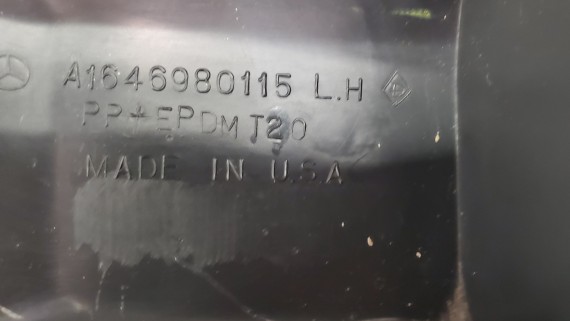 A1646980115 L.H
PP+EPDM T20
MADE IN U.S.A